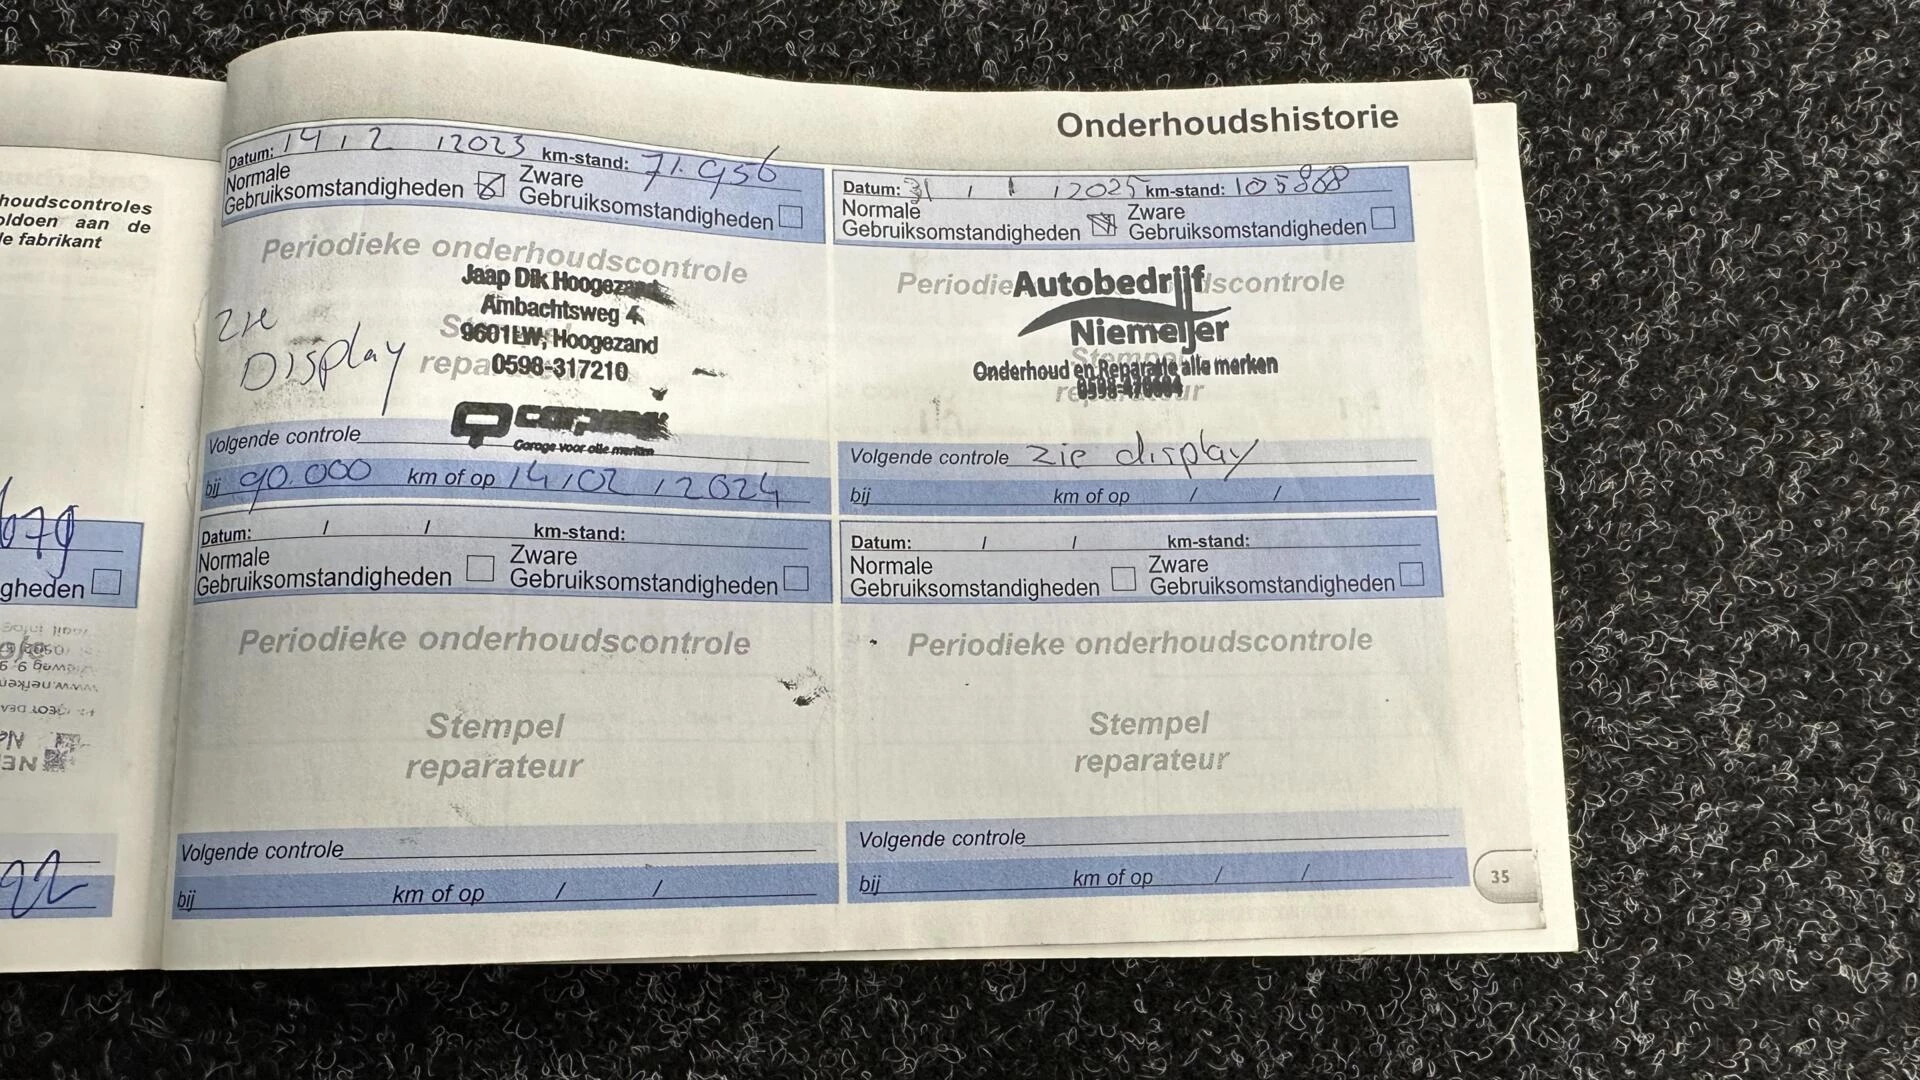 houdscontroles
oldoen aan de
le fabrikant
gheden
Onderhoudshistorie
Datum: 14 / 2 / 2023 km-stand: 71.956
Normale Gebruiksomstandigheden Zware Gebruiksomstandigheden
Periodieke onderhoudscontrole
Jaap Dik Hoogezand
Ambachtsweg 4
9601LW, Hoogezand
0598-317210
zie
Display
carprof
Garage voor alle merken
Volgende controle
bij 90.000 km of op 14 / 02 / 2024
Datum: 31 / 1 / 2025 km-stand: 105868
Normale Gebruiksomstandigheden Zware Gebruiksomstandigheden
Autobedrijf
Niemeijer
Onderhoud en Reparatie alle merken
Volgende controle zie display
bij km of op / /
Datum: / / km-stand:
Normale Gebruiksomstandigheden Zware Gebruiksomstandigheden
Periodieke onderhoudscontrole
Stempel
reparateur
Volgende controle
bij km of op / /
Datum: / / km-stand:
Normale Gebruiksomstandigheden Zware Gebruiksomstandigheden
Periodieke onderhoudscontrole
Stempel
reparateur
Volgende controle
bij km of op / /
35